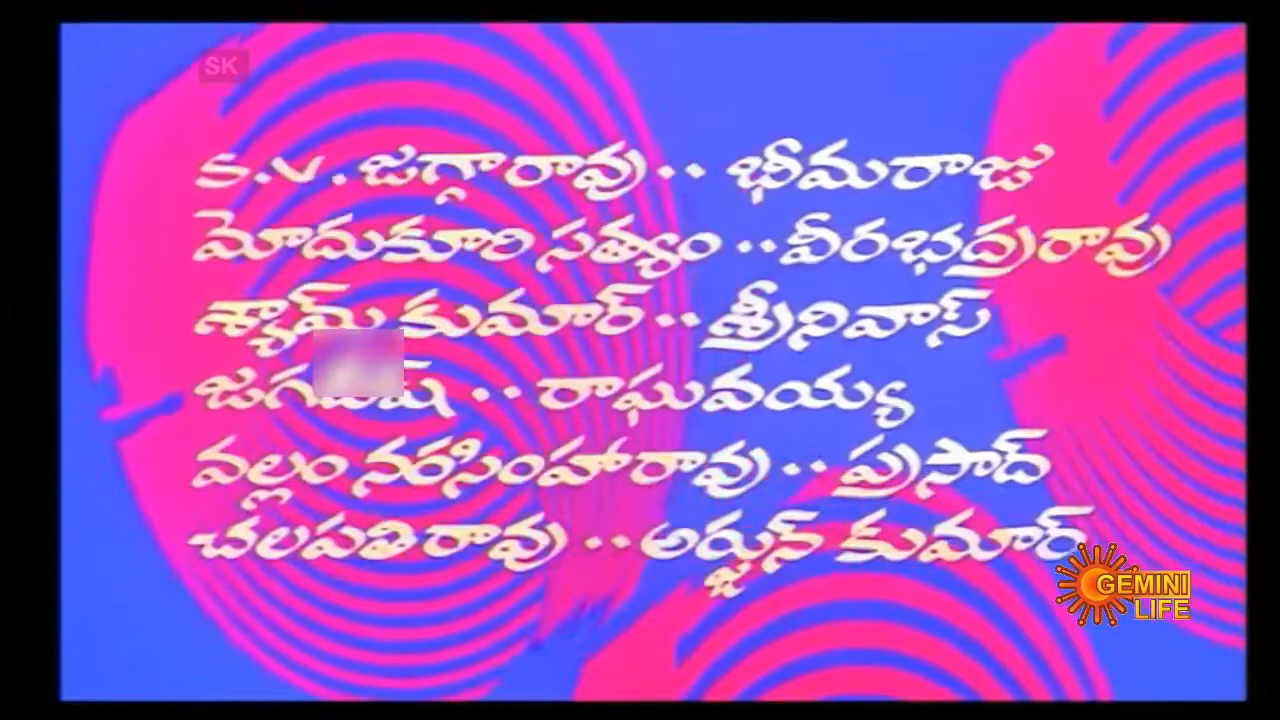 SK
S.V. జగ్గారావు.. భీమరాజు
మోదుకూరి సత్యం.. వీరభద్రరావు
శ్యామ్ కుమార్.. శ్రీనివాస్
.. రాఘవయ్య
వల్లం నరసింహారావు.. ప్రసాద్
చలపతిరావు.. అర్జున్ కుమార్
GEMINI
LIFE